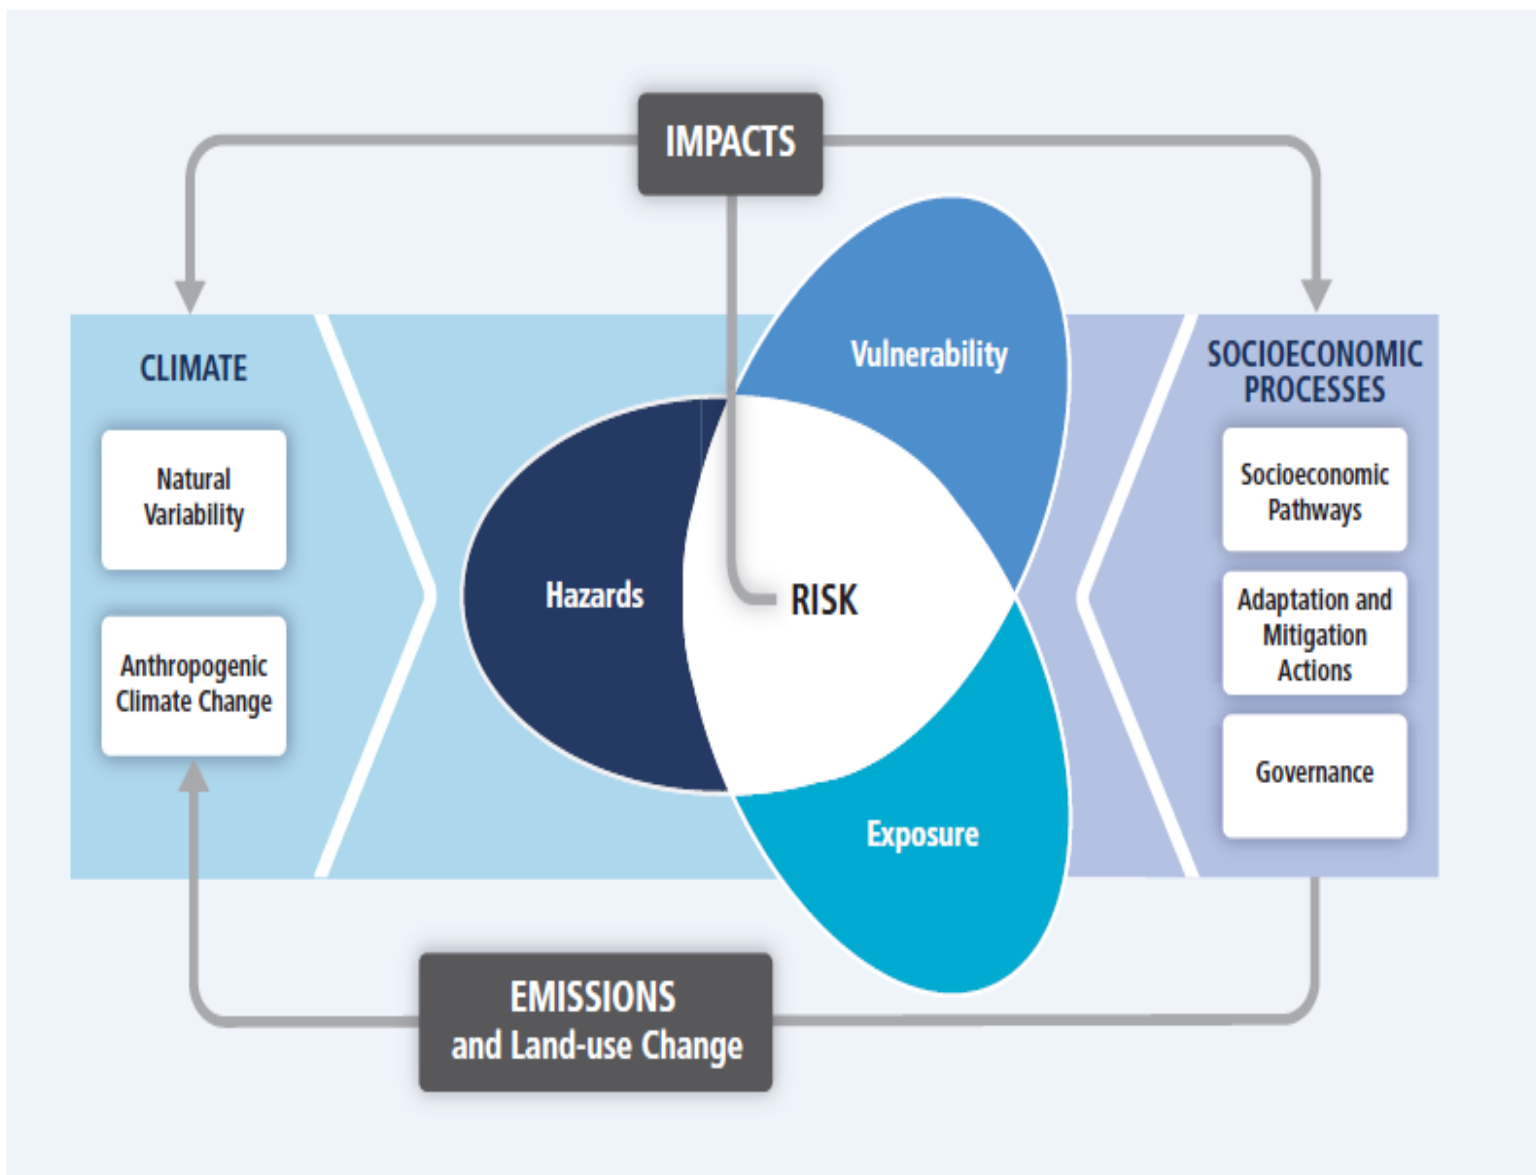 IMPACTS
CLIMATE
Natural
Variability
Anthropogenic
Climate Change
Vulnerability
Hazards
RISK
Exposure
SOCIOECONOMIC
PROCESSES
Socioeconomic
Pathways
Adaptation and
Mitigation
Actions
Governance
EMISSIONS
and Land-use Change